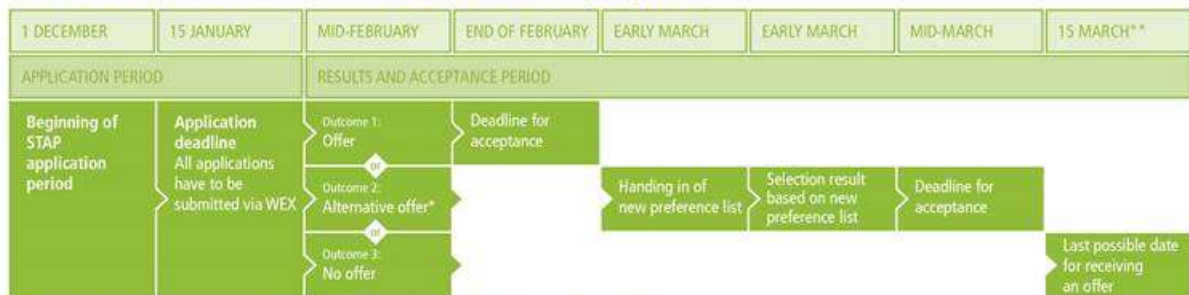 1 DECEMBER
15 JANUARY
MID-FEBRUARY
END OF FEBRUARY
EARLY MARCH
EARLY MARCH
MID-MARCH
15 MARCH**
APPLICATION PERIOD
RESULTS AND ACCEPTANCE PERIOD
Beginning of
STAP
application
period
Application
deadline
All applications
have to be
submitted via WEX
Outcome 1:
Offer
or
Outcome 2:
Alternative offer*
or
Outcome 3:
No offer
Deadline for
acceptance
Handing in of
new preference list
Selection result
based on new
preference list
Deadline for
acceptance
Last possible date
for receiving
an offer